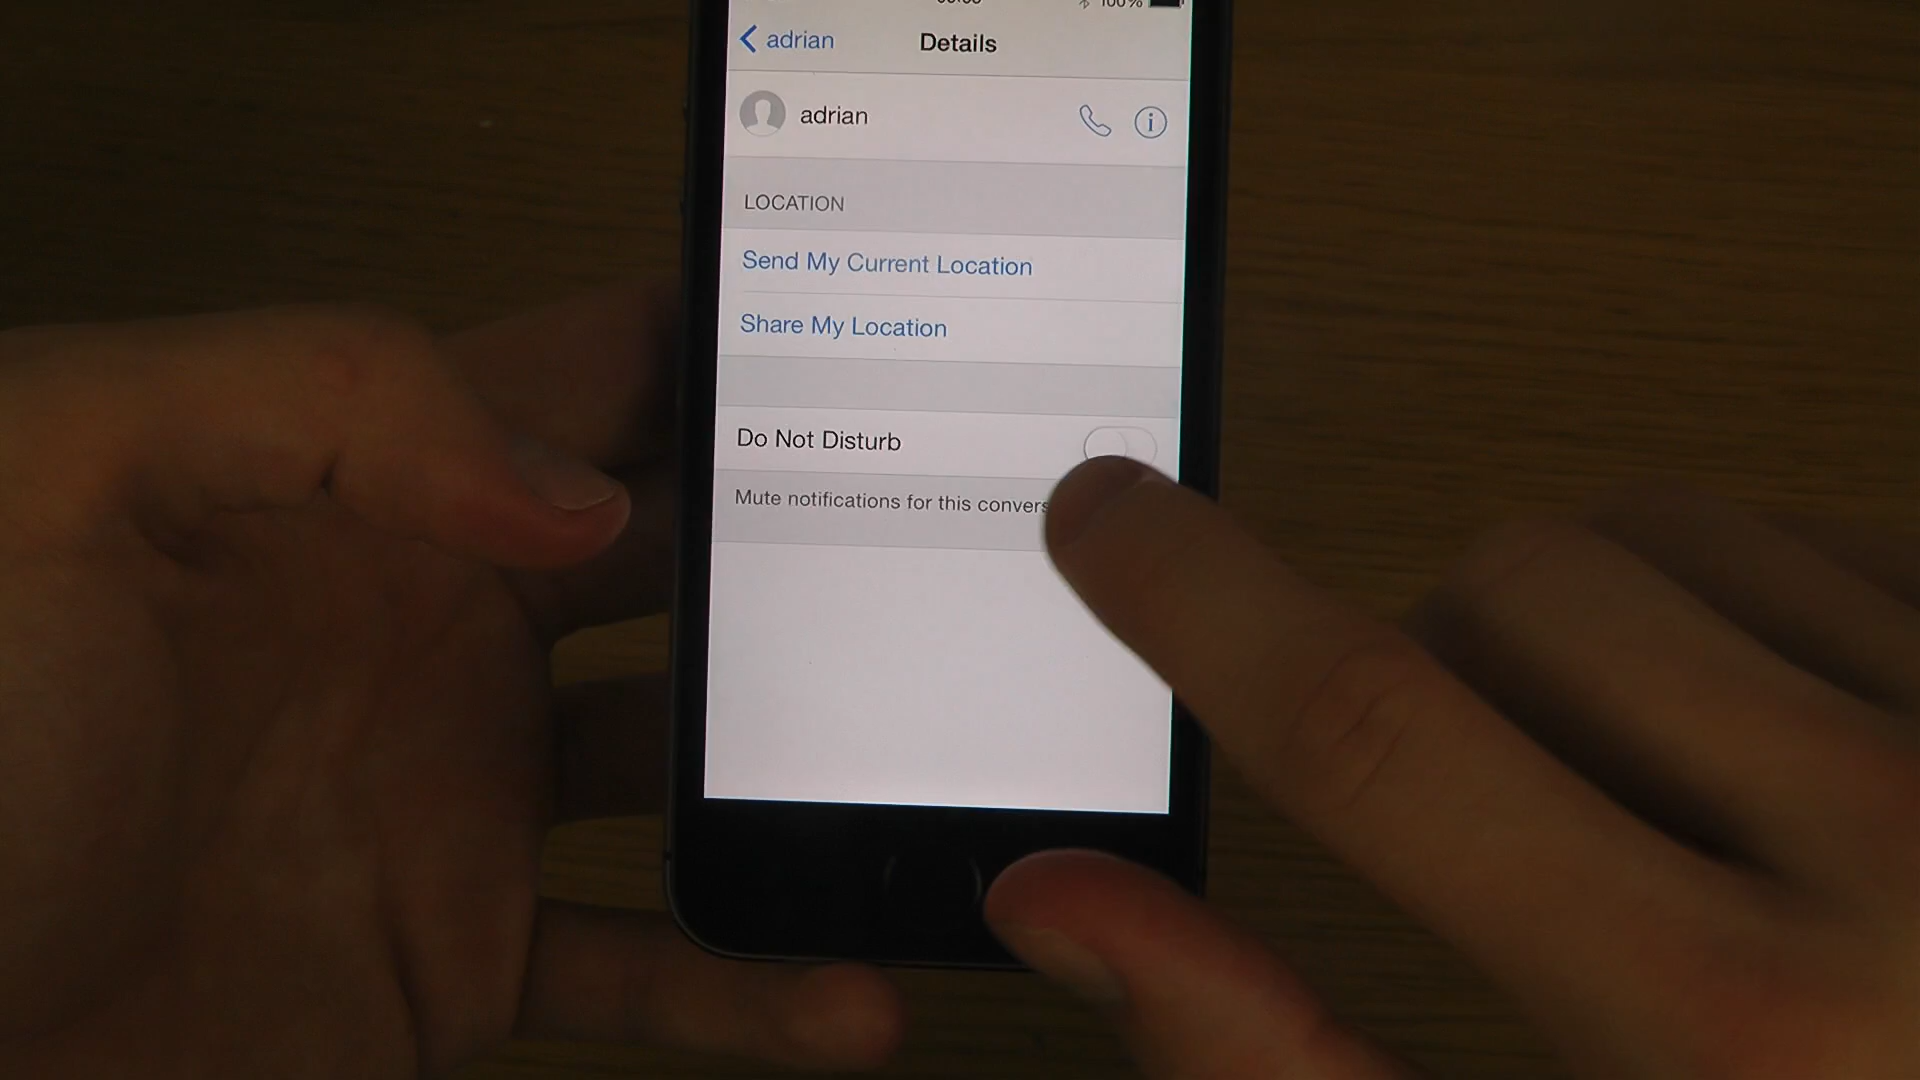 100%
adrian
Details
adrian
LOCATION
Send My Current Location
Share My Location
Do Not Disturb
Mute notifications for this convers